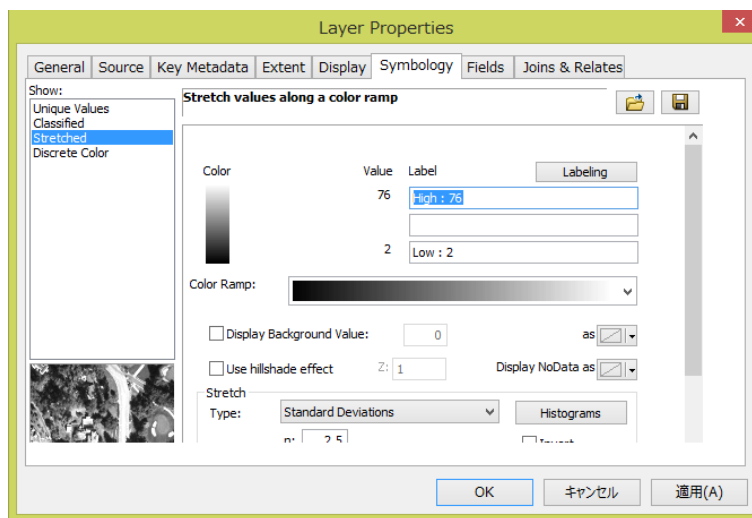 Layer Properties
×
General Source Key Metadata Extent Display Symbology Fields Joins & Relates
Show:
Unique Values
Classified
Stretched
Discrete Color
Stretch values along a color ramp
Color Value Label Labeling
76 High : 76
2 Low : 2
Color Ramp:
Display Background Value: 0 as
Use hillshade effect Z: 1 Display NoData as
Stretch
Type: Standard Deviations Histograms
n: 2.5 Invert
OK キャンセル 適用(A)